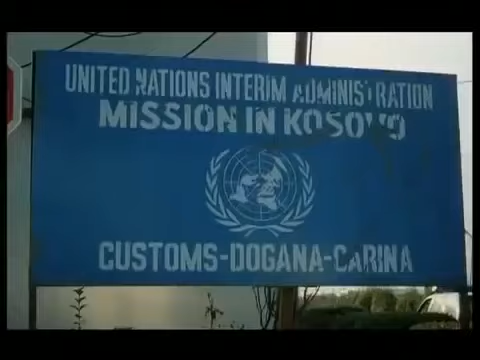 UNITED NATIONS INTERIM ADMINISTRATION
MISSION IN KOSOVO
CUSTOMS-DOGANA-CARINA